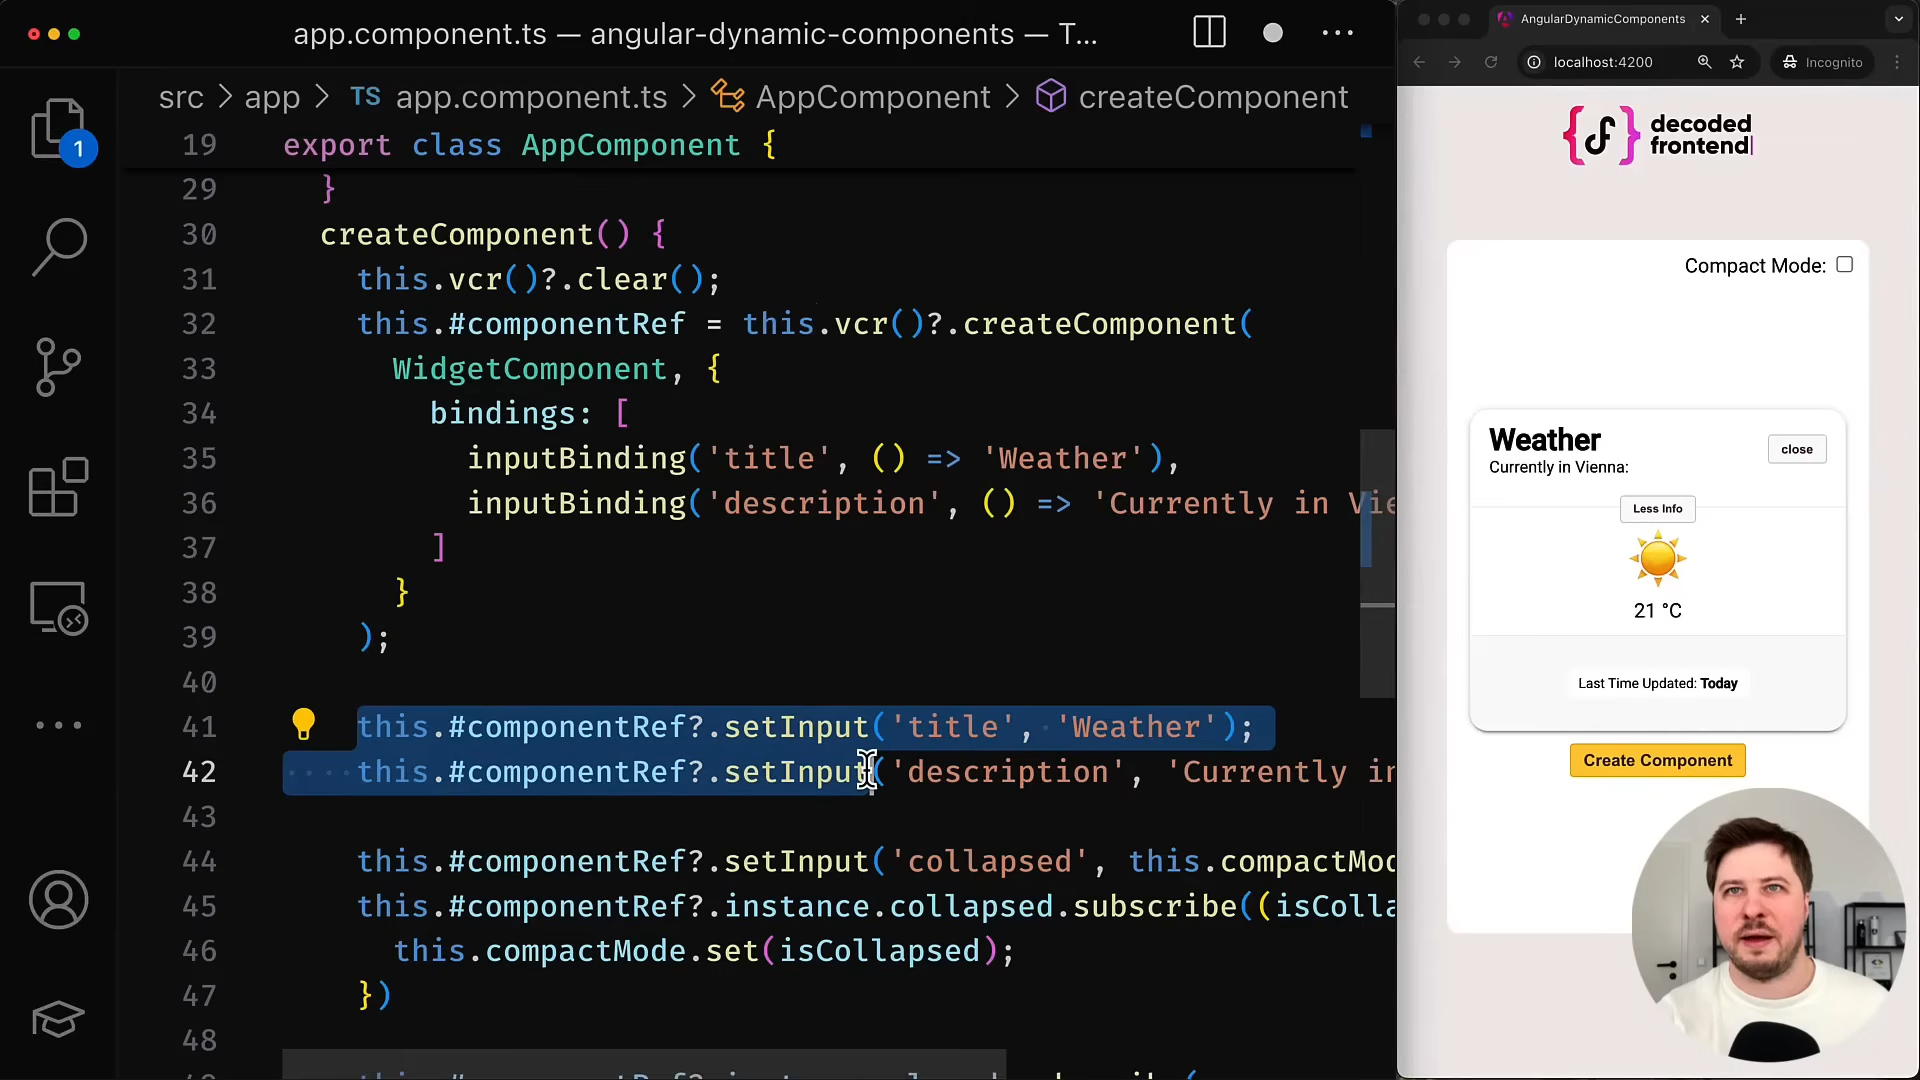 app.component.ts — angular-dynamic-components — T...
src > app > TS app.component.ts > AppComponent > createComponent
1
19 export class AppComponent {
29 }
30 createComponent() {
31 this.vcr()?.clear();
32 this.#componentRef = this.vcr()?.createComponent(
33 WidgetComponent, {
34 bindings: [
35 inputBinding('title', () => 'Weather'),
36 inputBinding('description', () => 'Currently in Vie
37 ]
38 }
39 );
40
41 this.#componentRef?.setInput('title', 'Weather');
42 this.#componentRef?.setInput('description', 'Currently in
43
44 this.#componentRef?.setInput('collapsed', this.compactMod
45 this.#componentRef?.instance.collapsed.subscribe((isColla
46 this.compactMode.set(isCollapsed);
47 })
48
AngularDynamicComponents
localhost:4200
Incognito
decoded
frontend
Compact Mode:
Weather
close
Currently in Vienna:
Less Info
21 °C
Last Time Updated: Today
Create Component